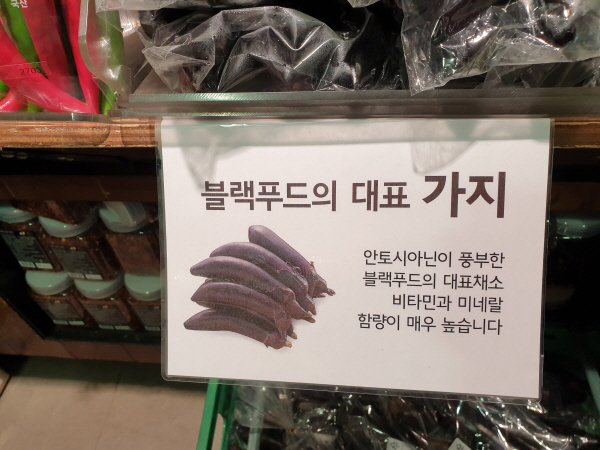 블랙푸드의 대표 가지
안토시아닌이 풍부한
블랙푸드의 대표채소
비타민과 미네랄
함량이 매우 높습니다